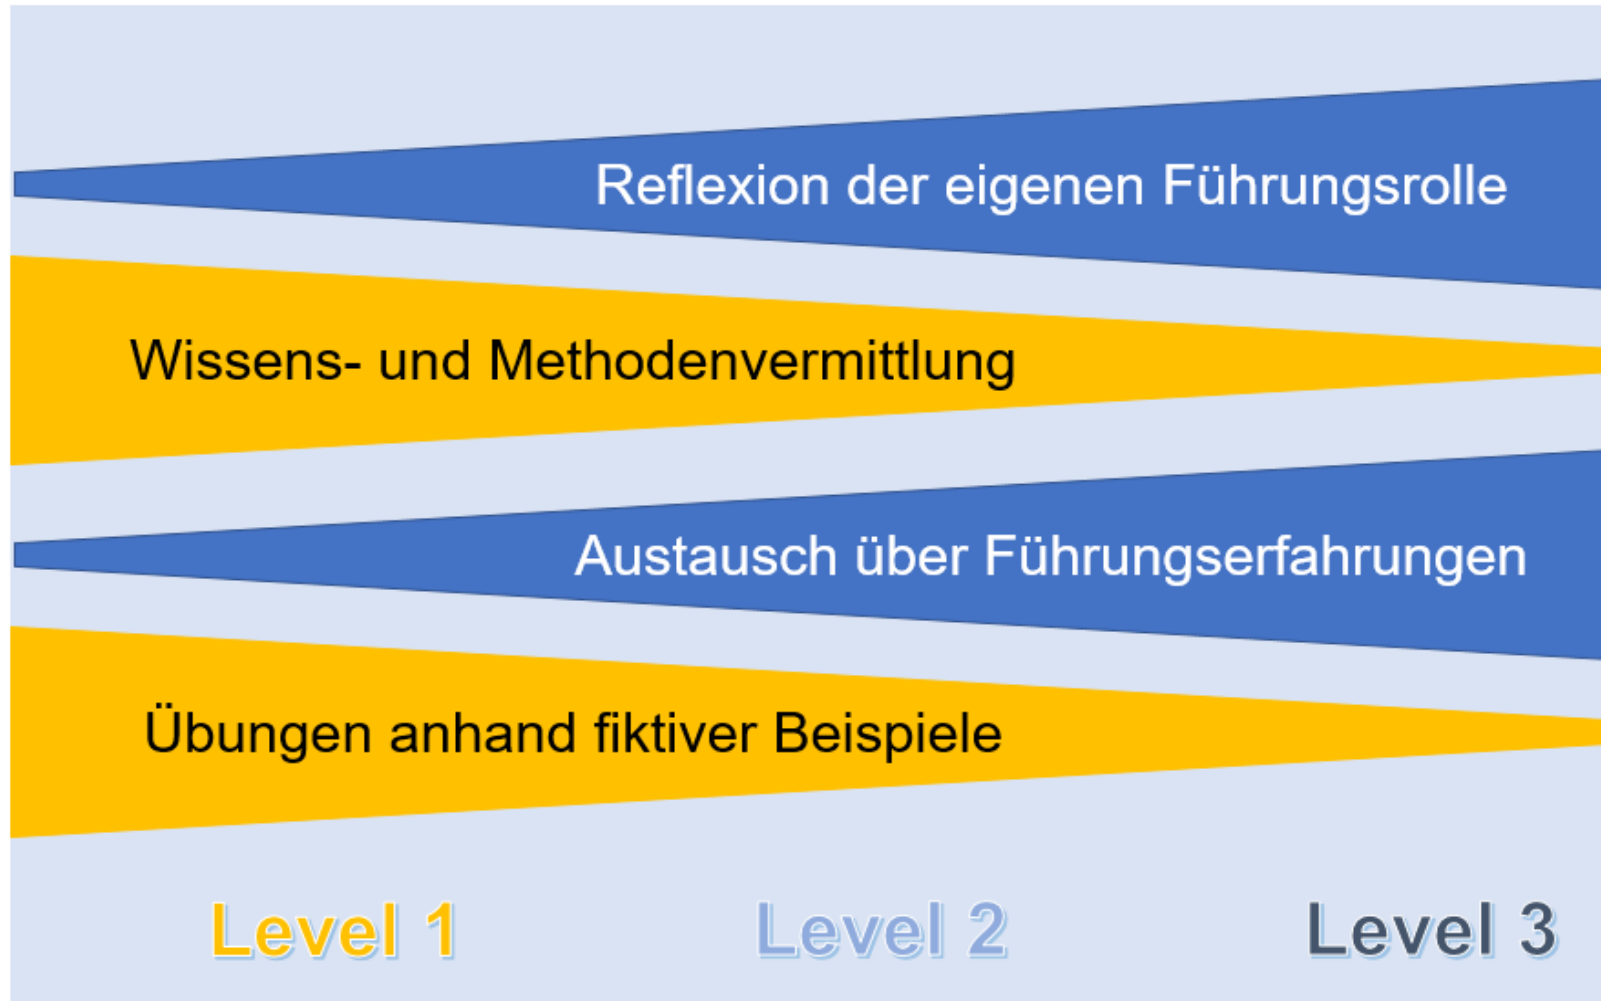 Reflexion der eigenen Führungsrolle
Wissens- und Methodenvermittlung
Austausch über Führungserfahrungen
Übungen anhand fiktiver Beispiele
Level 1 Level 2 Level 3